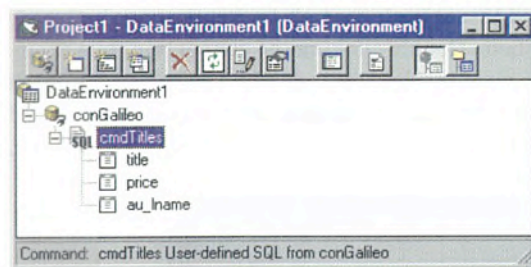 Project1 - DataEnvironment1 (DataEnvironment)
DataEnvironment1
conGalileo
SQL cmdTitles
title
price
au_lname
Command: cmdTitles User-defined SQL from conGalileo